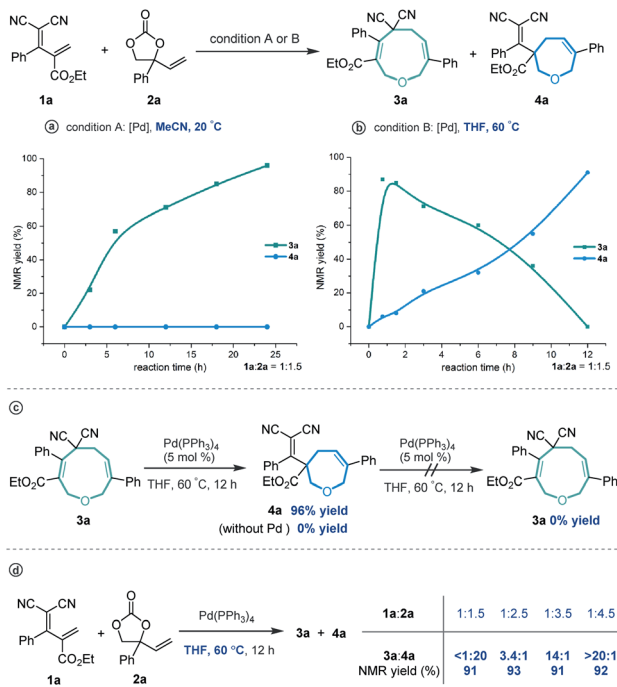 NC CN
Ph
CO₂Et
1a
+
O
O O
Ph
2a
condition A or B
NC CN
Ph
EtO₂C
Ph
O
3a
+
NC CN
Ph
Ph
EtO₂C
O
4a
ⓐ condition A: [Pd], MeCN, 20 °C
NMR yield (%)
100
80
60
40
20
0
3a
4a
0 5 10 15 20 25
reaction time (h)
1a:2a = 1:1.5
ⓑ condition B: [Pd], THF, 60 °C
NMR yield (%)
100
80
60
40
20
0
3a
4a
0 2 4 6 8 10 12
reaction time (h)
1a:2a = 1:1.5
ⓒ
NC CN
Ph
EtO₂C
Ph
O
3a
Pd(PPh₃)₄
(5 mol %)
THF, 60 °C, 12 h
NC CN
Ph
Ph
EtO₂C
O
4a 96% yield
(without Pd ) 0% yield
Pd(PPh₃)₄
(5 mol %)
THF, 60 °C, 12 h
NC CN
Ph
EtO₂C
Ph
O
3a 0% yield
ⓓ
NC CN
Ph
CO₂Et
1a
+
O
O O
Ph
2a
Pd(PPh₃)₄
THF, 60 °C, 12 h
3a + 4a
1a:2a 1:1.5 1:2.5 1:3.5 1:4.5
3a:4a <1:20 3.4:1 14:1 >20:1
NMR yield (%) 91 93 91 92